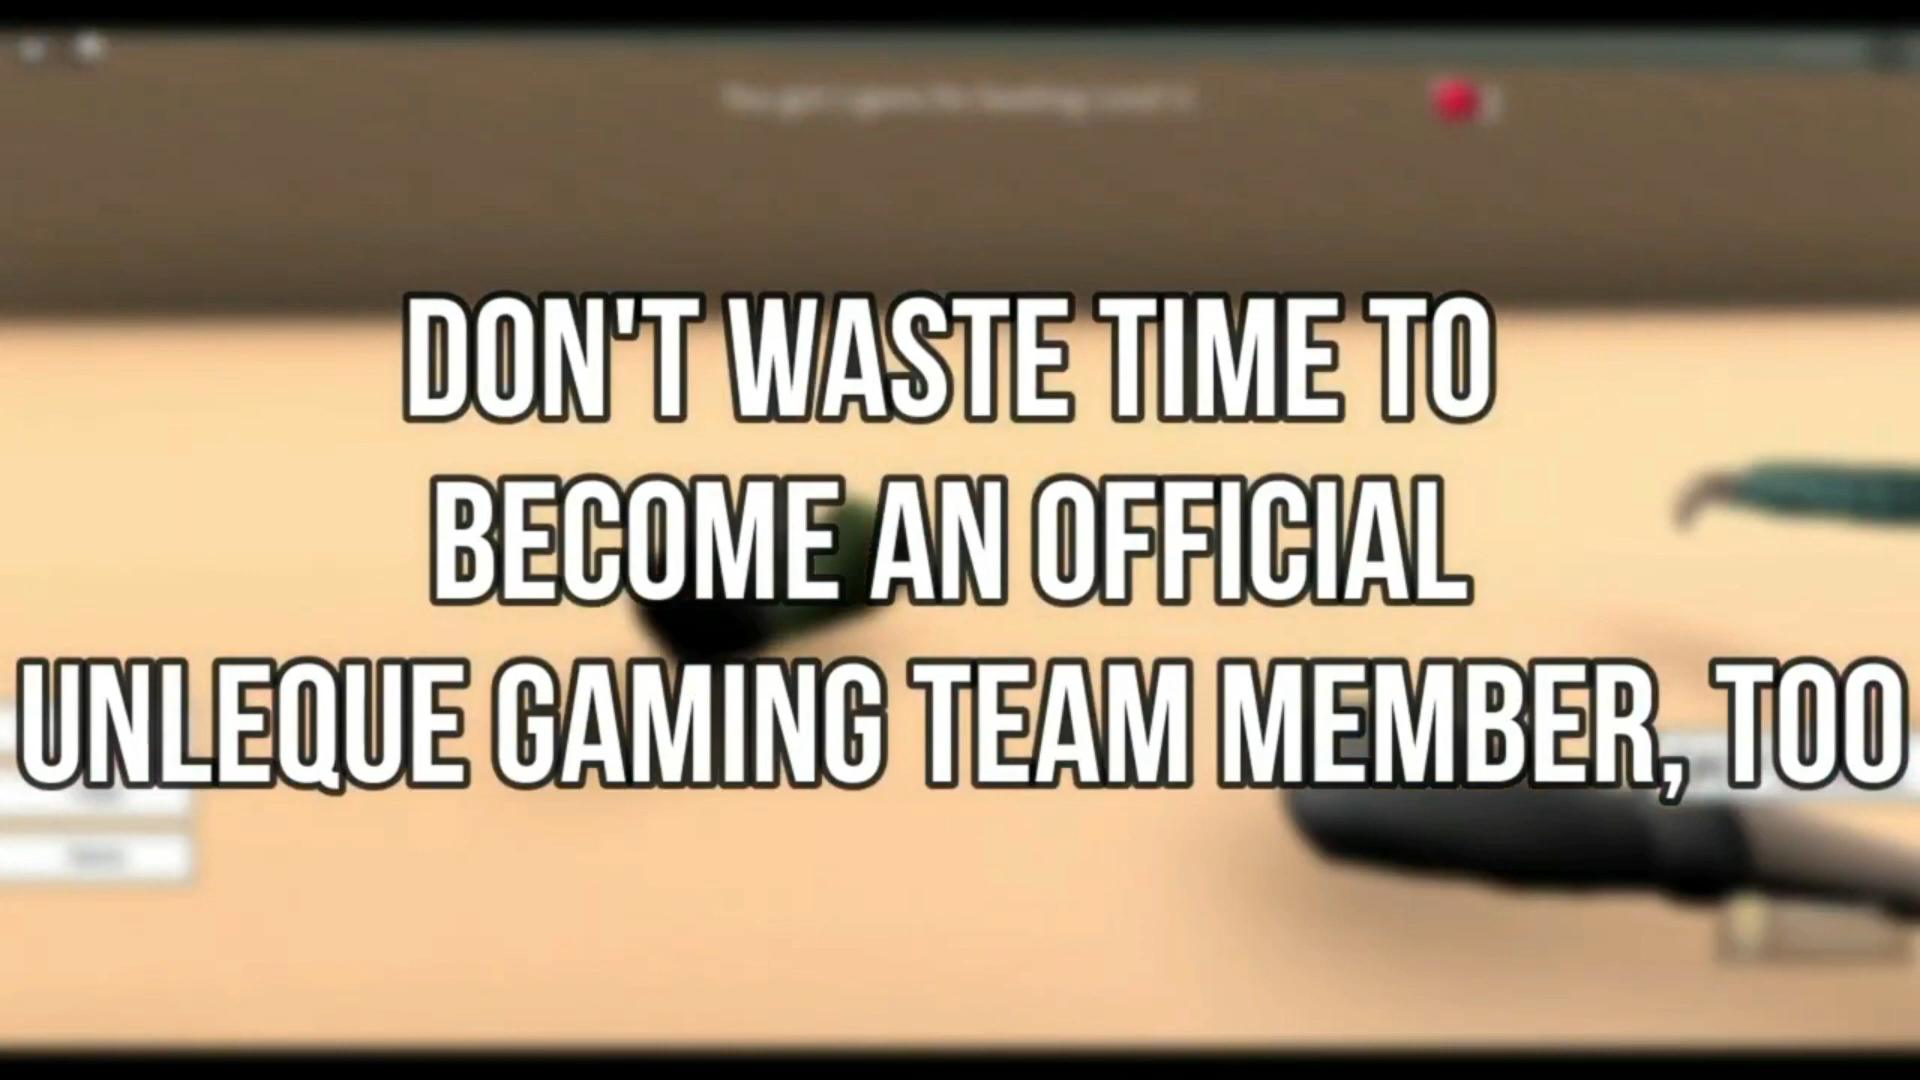 DON'T WASTE TIME TO
BECOME AN OFFICIAL
UNLEQUE GAMING TEAM MEMBER, TOO